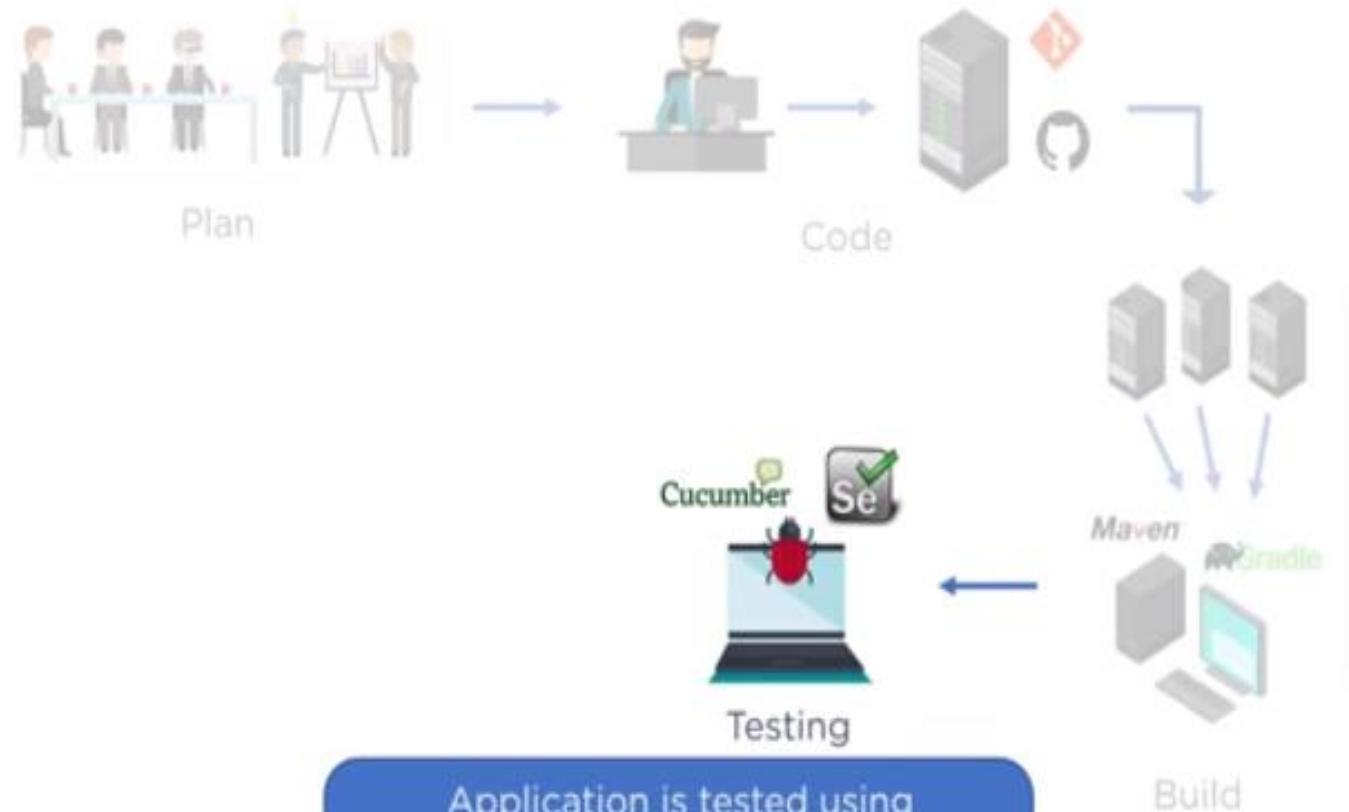 Plan
Code
Cucumber
Se
Maven
Gradle
Testing
Build
Application is tested using